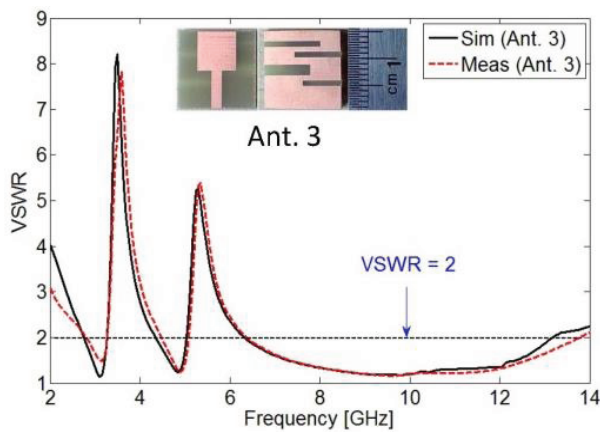 9
8
7
6
5
4
3
2
1
VSWR
Sim (Ant. 3)
Meas (Ant. 3)
cm 1
Ant. 3
VSWR = 2
2 4 6 8 10 12 14
Frequency [GHz]